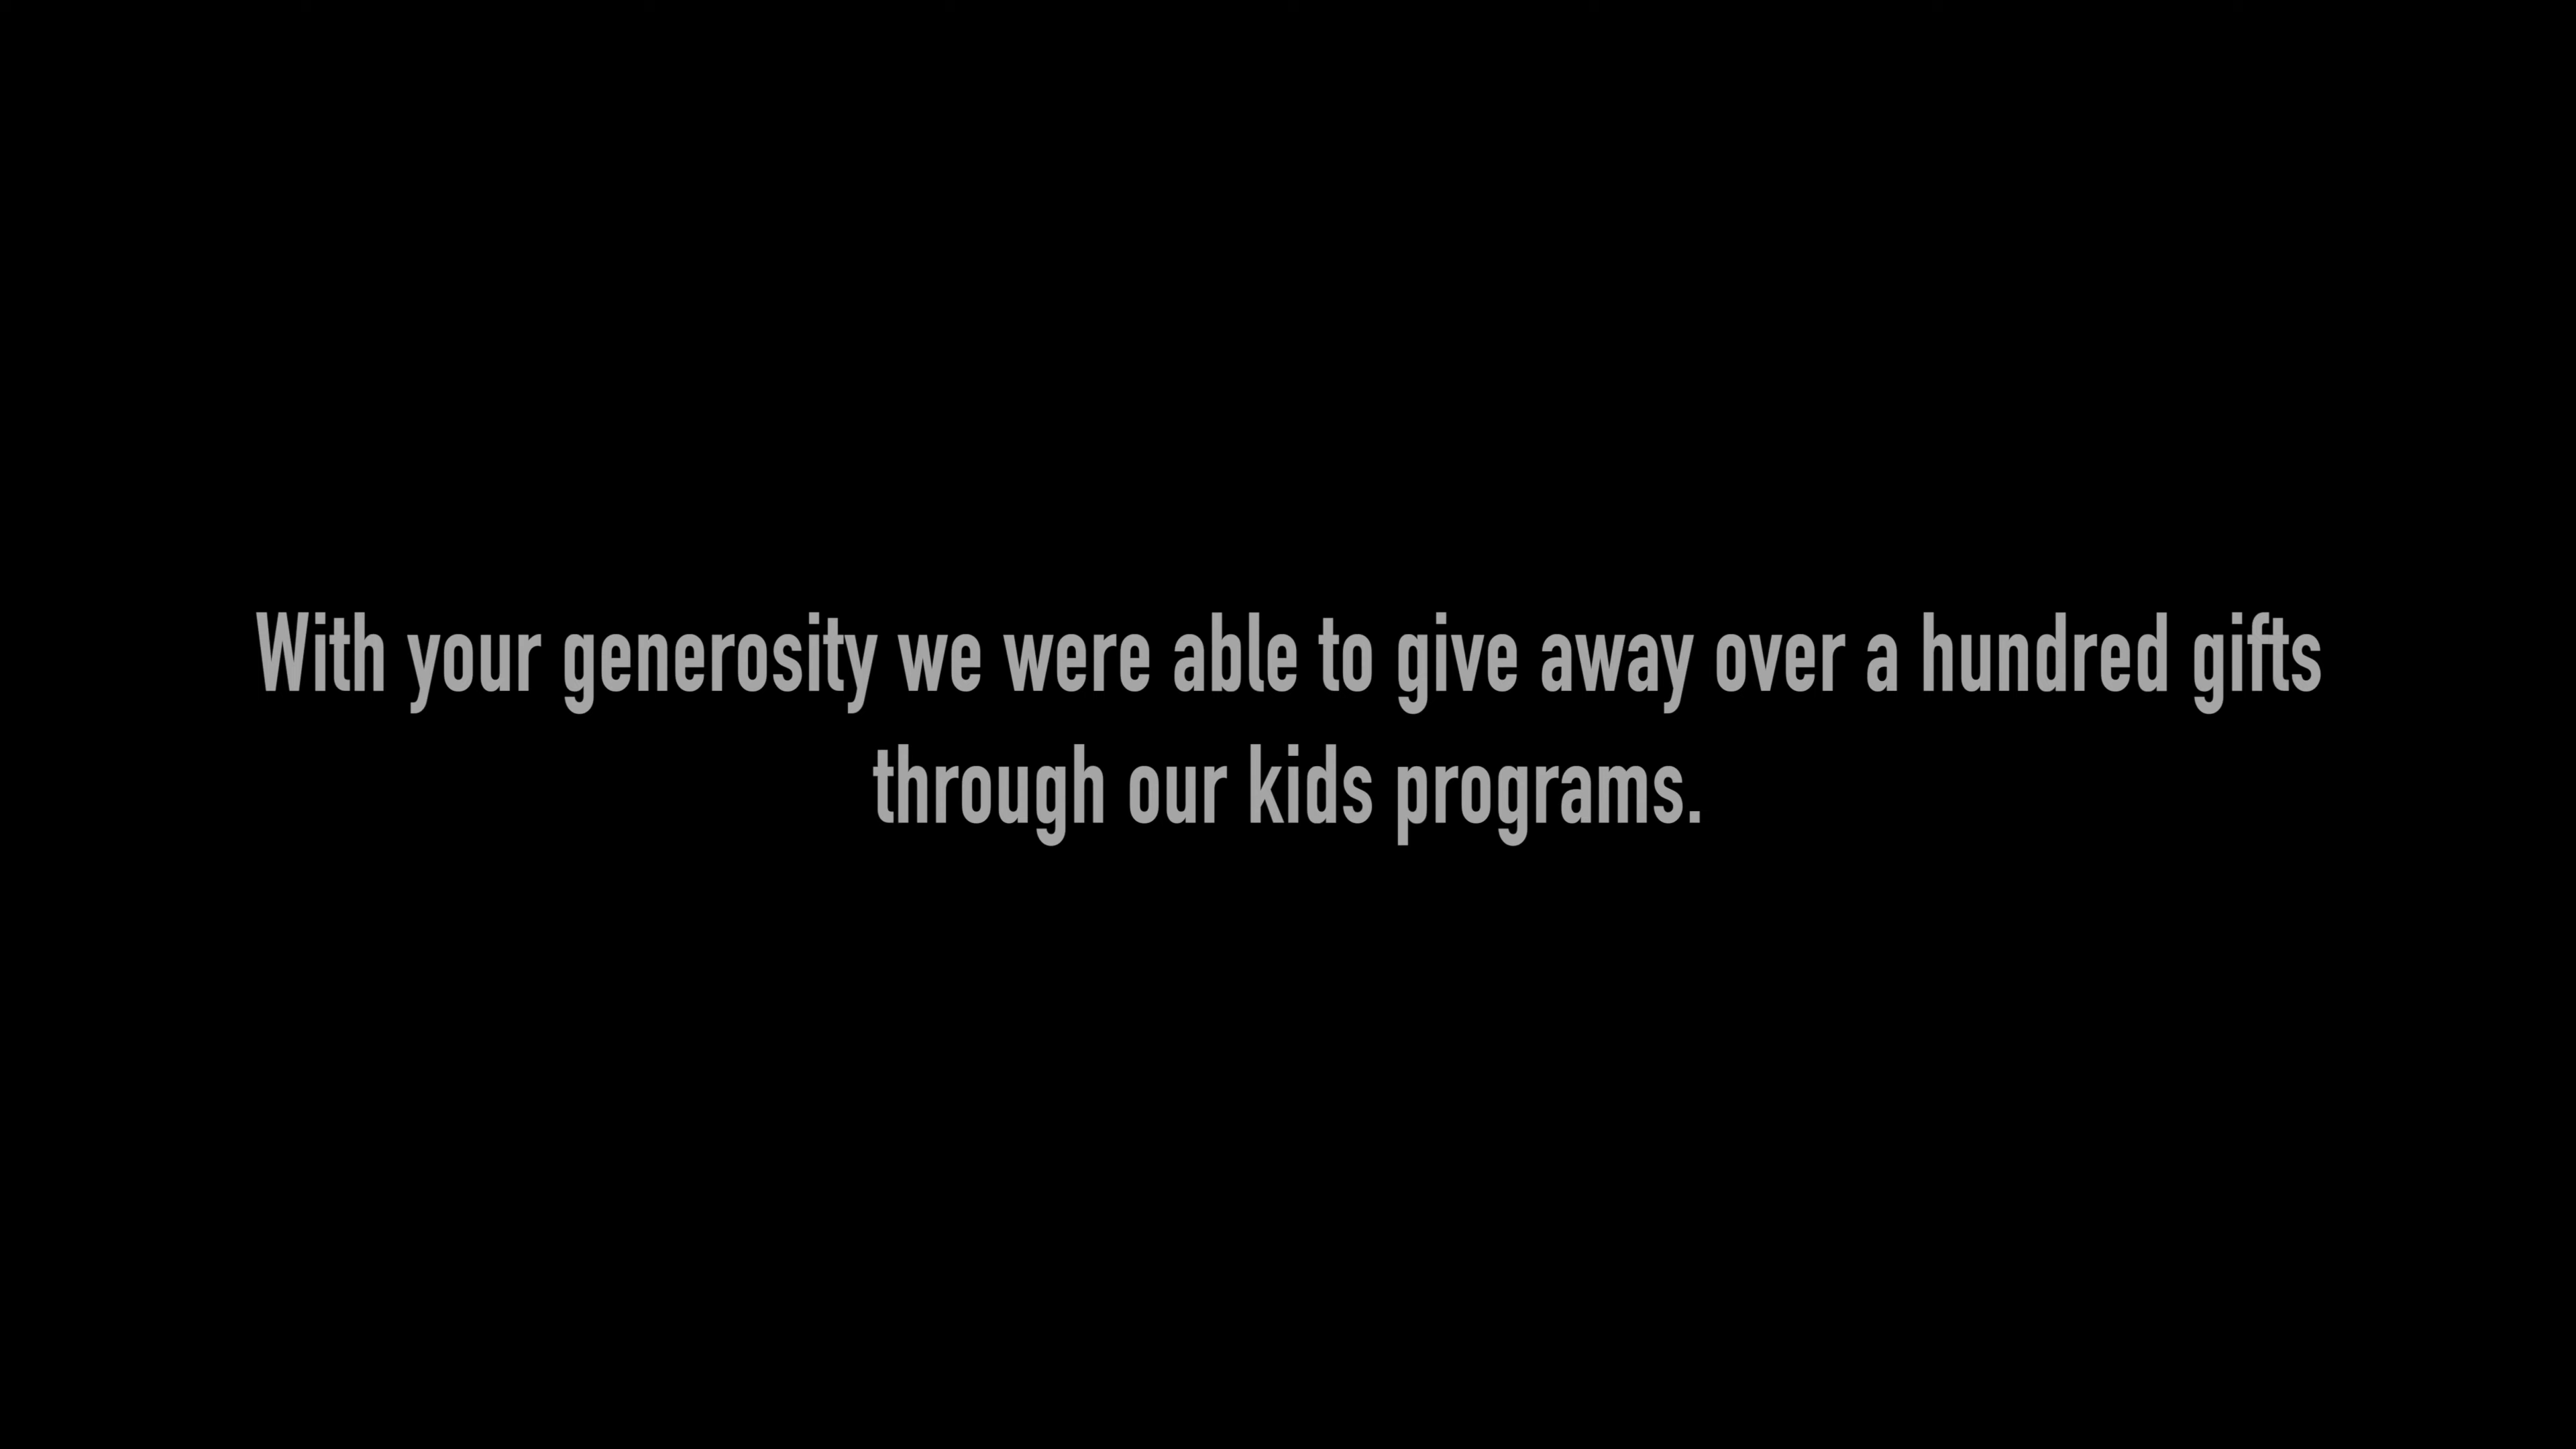 With your generosity we were able to give away over a hundred gifts
through our kids programs.